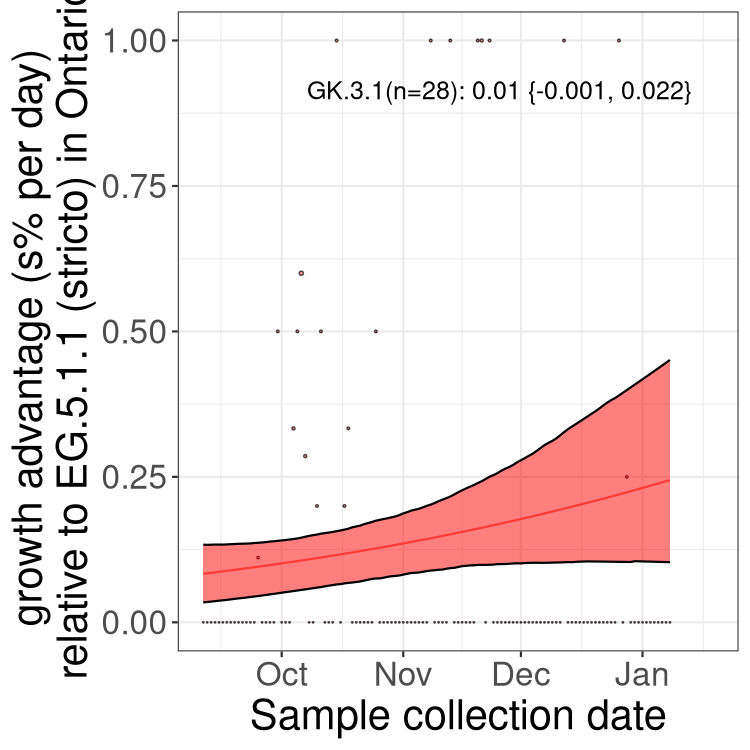 growth advantage (s% per day)
relative to EG.5.1.1 (stricto) in Ontario
1.00
0.75
0.50
0.25
0.00
GK.3.1(n=28): 0.01 {-0.001, 0.022}
Oct
Nov
Dec
Jan
Sample collection date